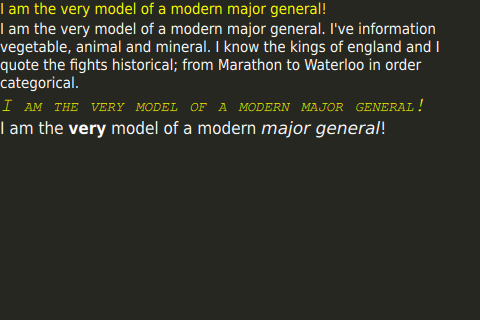 I am the very model of a modern major general!
I am the very model of a modern major general. I've information
vegetable, animal and mineral. I know the kings of england and I
quote the fights historical; from Marathon to Waterloo in order
categorical.
I am the very model of a modern major general!
I am the very model of a modern major general!